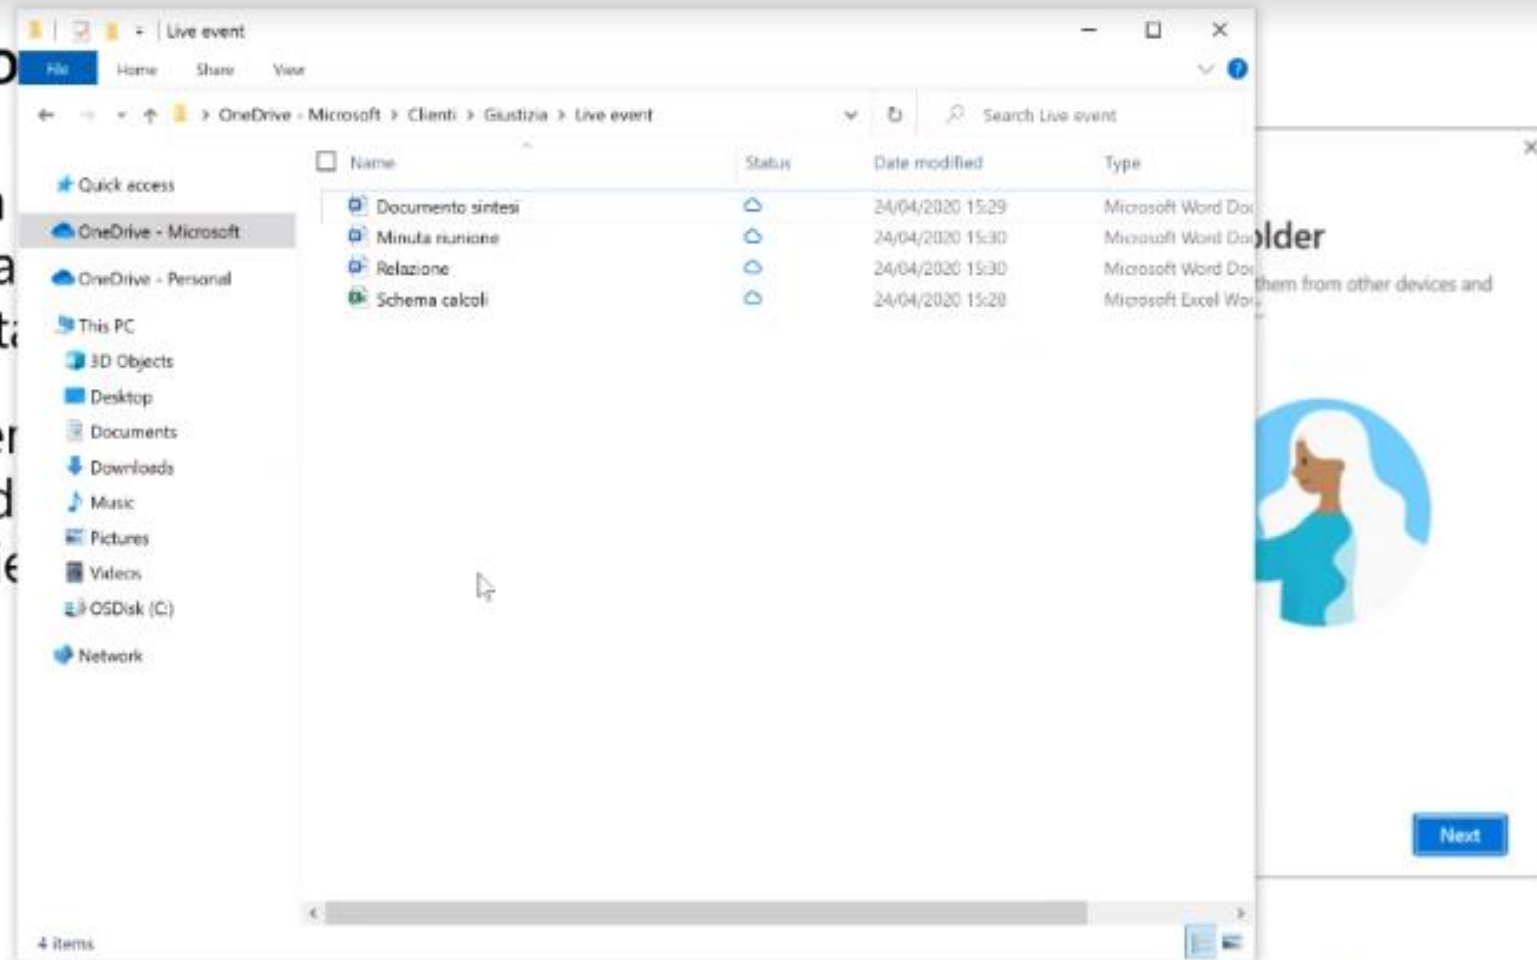 Live event
File Home Share View
OneDrive - Microsoft > Clienti > Giustizia > Live event
Search Live event
Name Status Date modified Type
Quick access
OneDrive - Microsoft
OneDrive - Personal
This PC
3D Objects
Desktop
Documents
Downloads
Music
Pictures
Videos
OSDisk (C:)
Network
Documento sintesi 24/04/2020 15:29 Microsoft Word Do
Minuta riunione 24/04/2020 15:30 Microsoft Word Do
Relazione 24/04/2020 15:30 Microsoft Word Do
Schema calcoli 24/04/2020 15:28 Microsoft Excel Wo
older
them from other devices and
Next
4 items